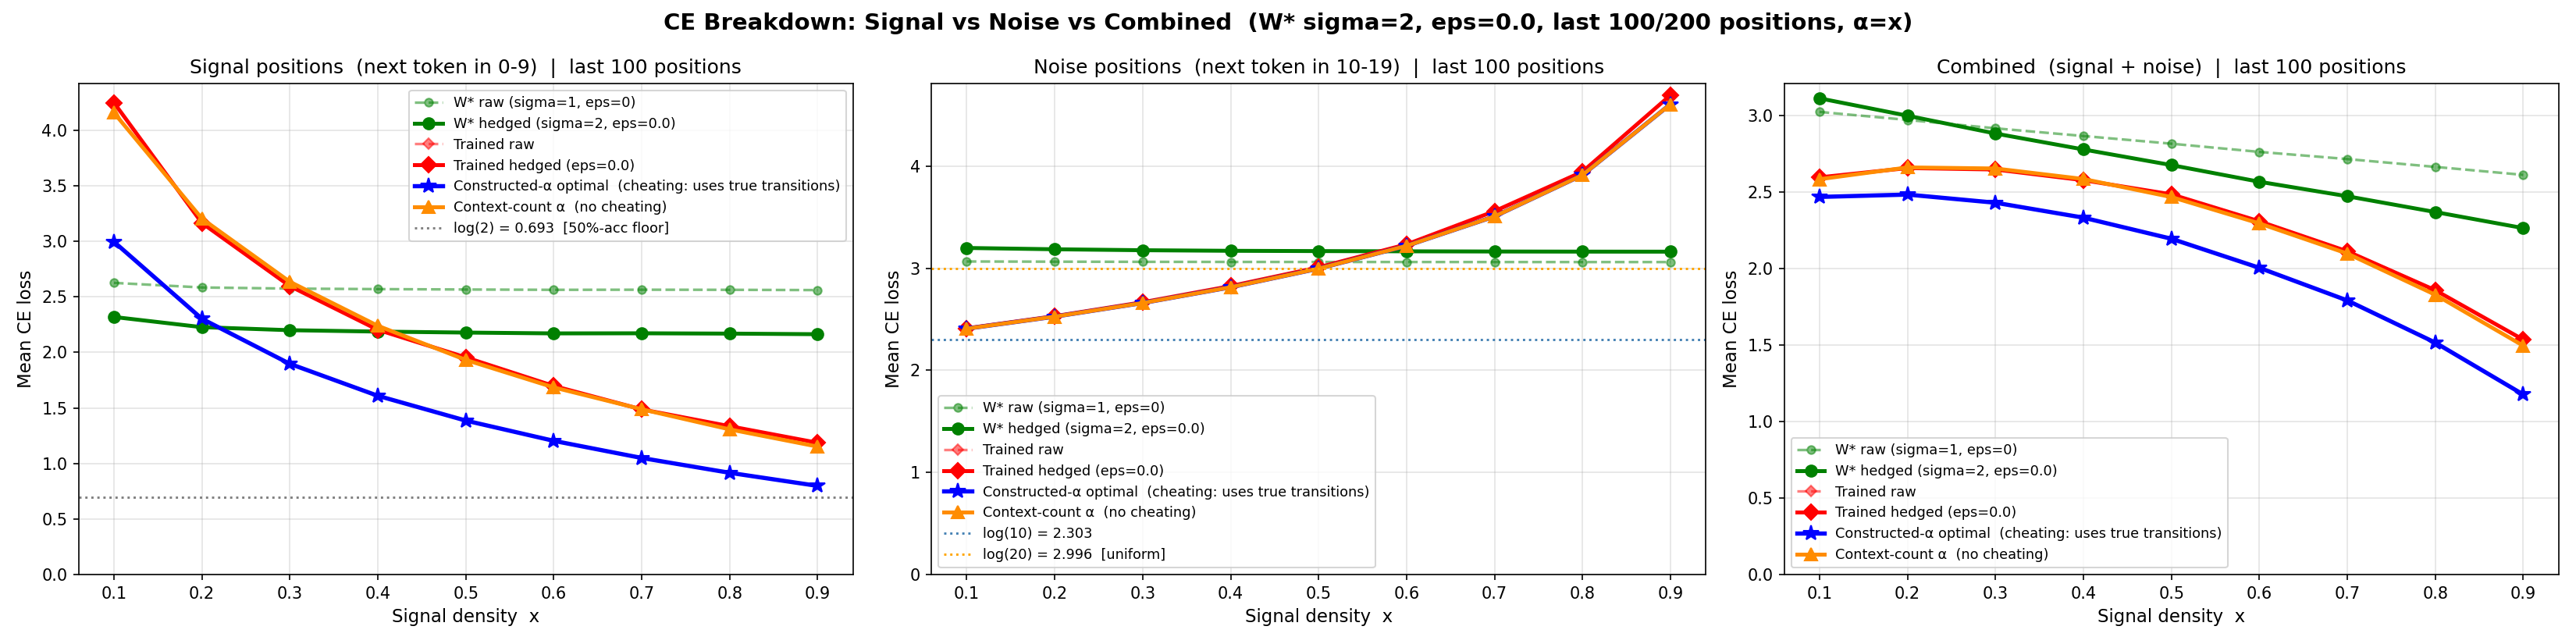 CE Breakdown: Signal vs Noise vs Combined  (W* sigma=2, eps=0.0, last 100/200 positions, α=x)
Signal positions  (next token in 0-9)  |  last 100 positions
Mean CE loss
4.0
3.5
3.0
2.5
2.0
1.5
1.0
0.5
0.0
W* raw (sigma=1, eps=0)
W* hedged (sigma=2, eps=0.0)
Trained raw
Trained hedged (eps=0.0)
Constructed-α optimal  (cheating: uses true transitions)
Context-count α  (no cheating)
log(2) = 0.693  [50%-acc floor]
0.1 0.2 0.3 0.4 0.5 0.6 0.7 0.8 0.9
Signal density  x
Noise positions  (next token in 10-19)  |  last 100 positions
Mean CE loss
4
3
2
1
0
W* raw (sigma=1, eps=0)
W* hedged (sigma=2, eps=0.0)
Trained raw
Trained hedged (eps=0.0)
Constructed-α optimal  (cheating: uses true transitions)
Context-count α  (no cheating)
log(10) = 2.303
log(20) = 2.996  [uniform]
0.1 0.2 0.3 0.4 0.5 0.6 0.7 0.8 0.9
Signal density  x
Combined  (signal + noise)  |  last 100 positions
Mean CE loss
3.0
2.5
2.0
1.5
1.0
0.5
0.0
W* raw (sigma=1, eps=0)
W* hedged (sigma=2, eps=0.0)
Trained raw
Trained hedged (eps=0.0)
Constructed-α optimal  (cheating: uses true transitions)
Context-count α  (no cheating)
0.1 0.2 0.3 0.4 0.5 0.6 0.7 0.8 0.9
Signal density  x